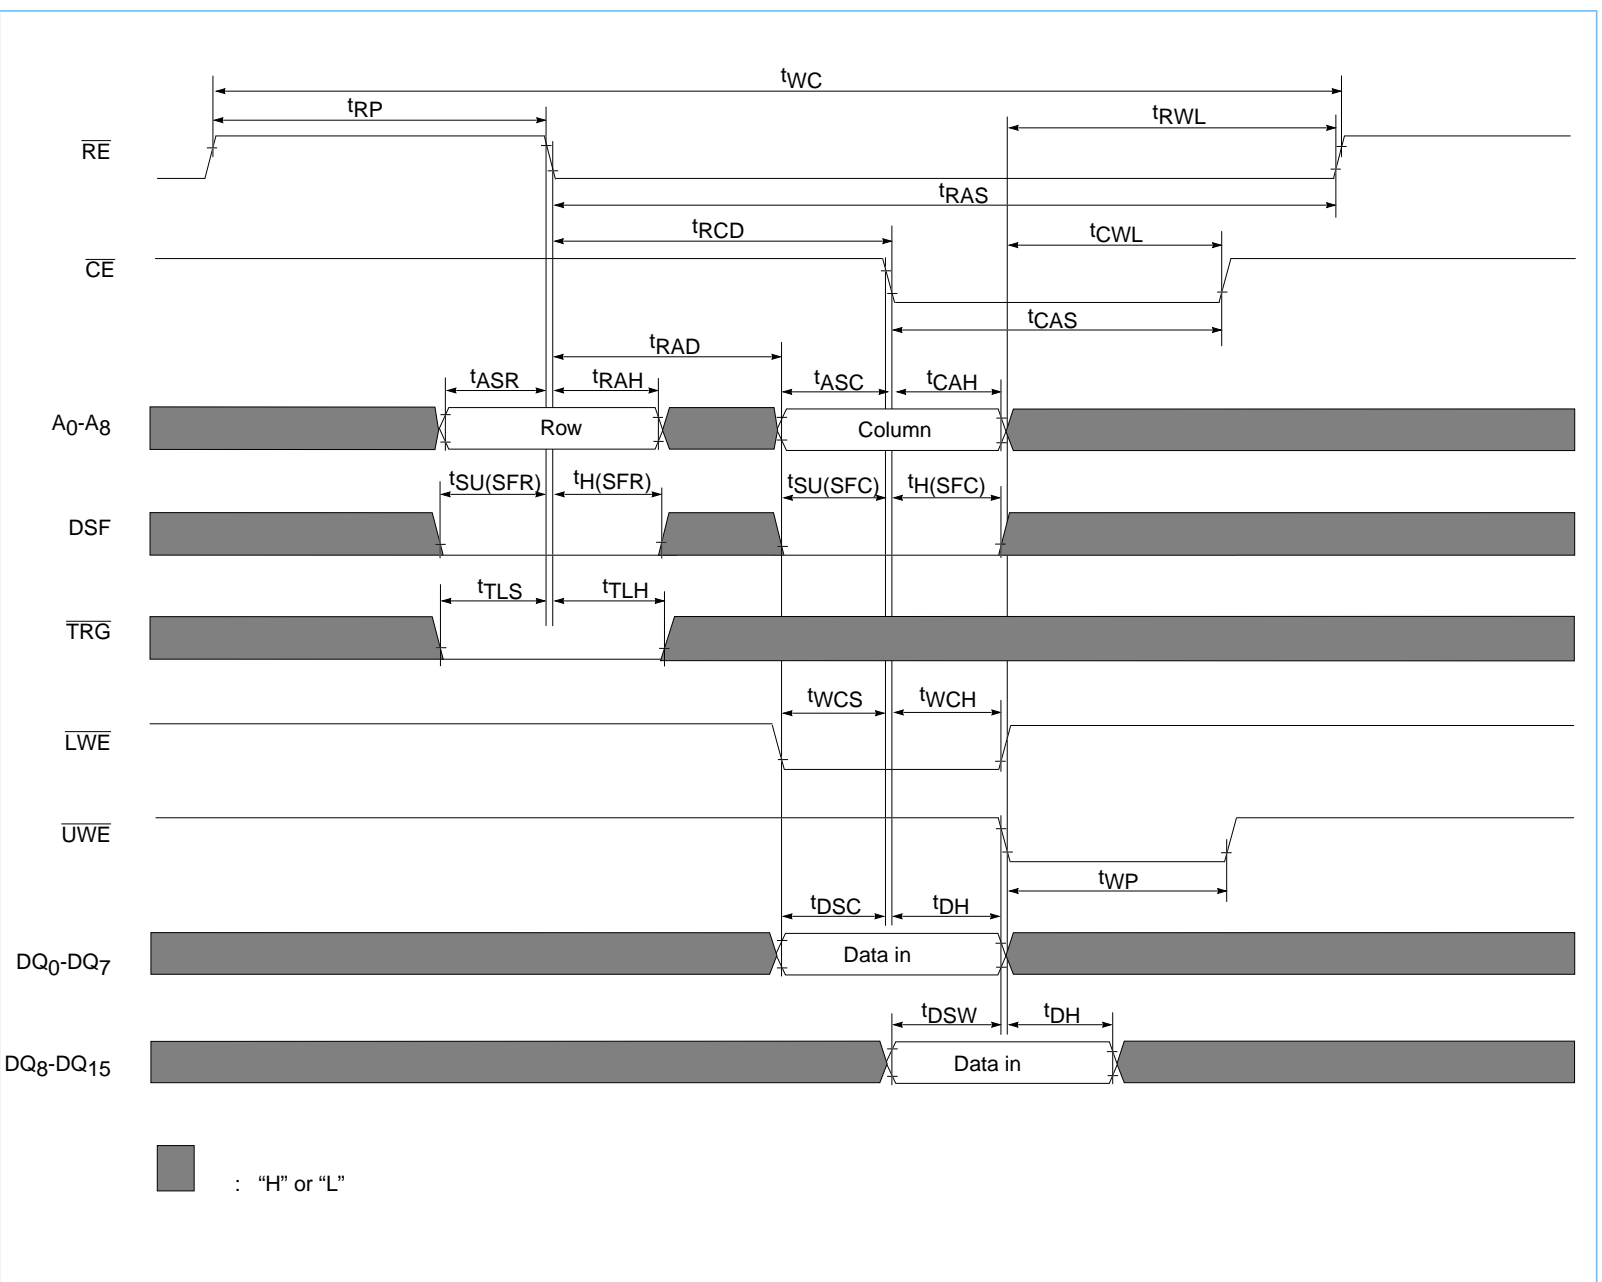 tWC
tRP
tRWL
RE
tRAS
tRCD
tCWL
CE
tCAS
tRAD
tASR
tRAH
tASC
tCAH
A0-A8
Row
Column
tSU(SFR)
tH(SFR)
tSU(SFC)
tH(SFC)
DSF
tTLS
tTLH
TRG
tWCS
tWCH
LWE
UWE
tWP
tDSC
tDH
DQ0-DQ7
Data in
tDSW
tDH
DQ8-DQ15
Data in
: “H” or “L”